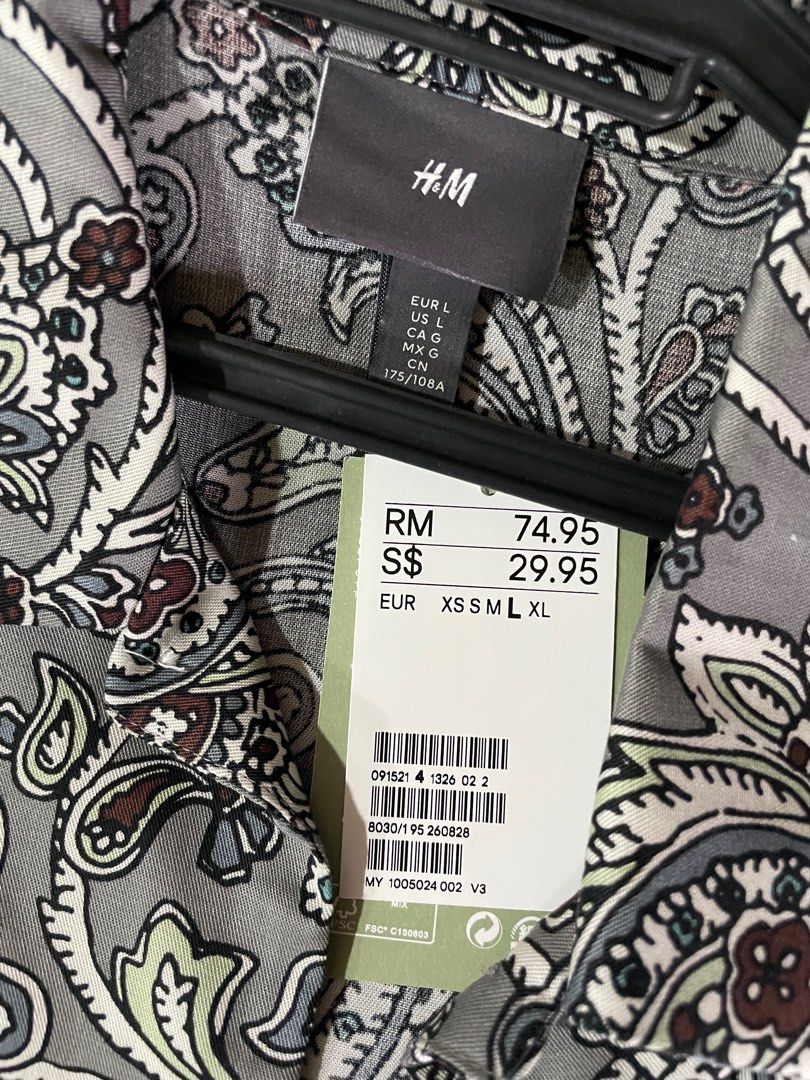 H&M
EUR L
US L
CA G
MX G
CN
175/108A
RM 74.95
S$ 29.95
EUR XS S M L XL
091521 4 1326 02 2
8030/195 260828
MY 1005024 002 V3
MIX
FSC® C130603